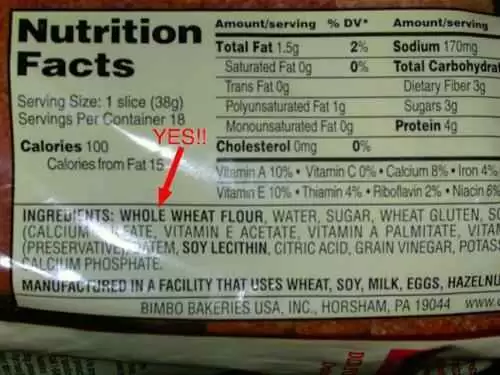 Nutrition Facts
Serving Size: 1 slice (38g)
Servings Per Container 18
Calories 100
Calories from Fat 15
Amount/serving % DV*
Total Fat 1.5g 2%
Saturated Fat 0g 0%
Trans Fat 0g
Polyunsaturated Fat 1g
Monounsaturated Fat 0g
Cholesterol 0mg 0%
Amount/serving
Sodium 170mg
Total Carbohydrat
Dietary Fiber 3g
Sugars 3g
Protein 4g
Vitamin A 10% • Vitamin C 0% • Calcium 8% • Iron 4%
Vitamin E 10% • Thiamin 4% • Riboflavin 2% • Niacin 6%
YES!!
INGREDIENTS: WHOLE WHEAT FLOUR, WATER, SUGAR, WHEAT GLUTEN,
(CALCIUM VITAMIN E ACETATE, VITAMIN A PALMITATE,
(PRESERVATIVE), SOY LECITHIN, CITRIC ACID, GRAIN VINEGAR,
CALCIUM PHOSPHATE.
MANUFACTURED IN A FACILITY THAT USES WHEAT, SOY, MILK, EGGS, HAZELNU
BIMBO BAKERIES USA, INC., HORSHAM, PA 19044